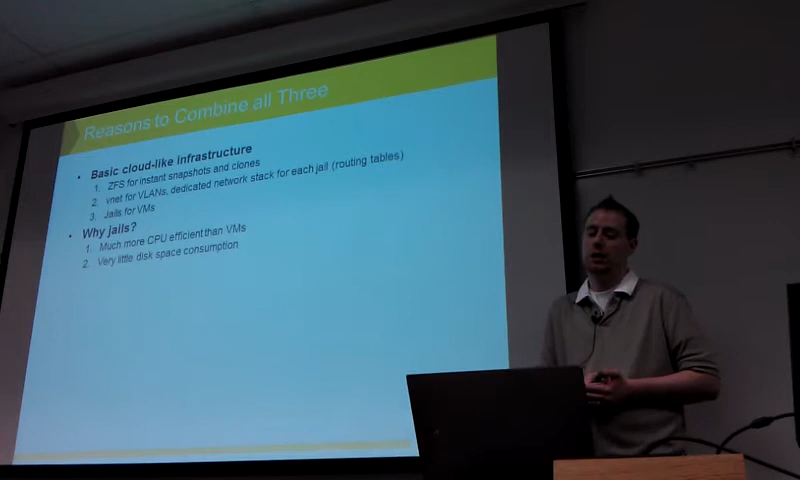 Reasons to Combine all Three
• Basic cloud-like infrastructure
1. ZFS for instant snapshots and clones
2. vnet for VLANs, dedicated network stack for each jail (routing tables)
3. Jails for VMs
• Why jails?
1. Much more CPU efficient than VMs
2. Very little disk space consumption